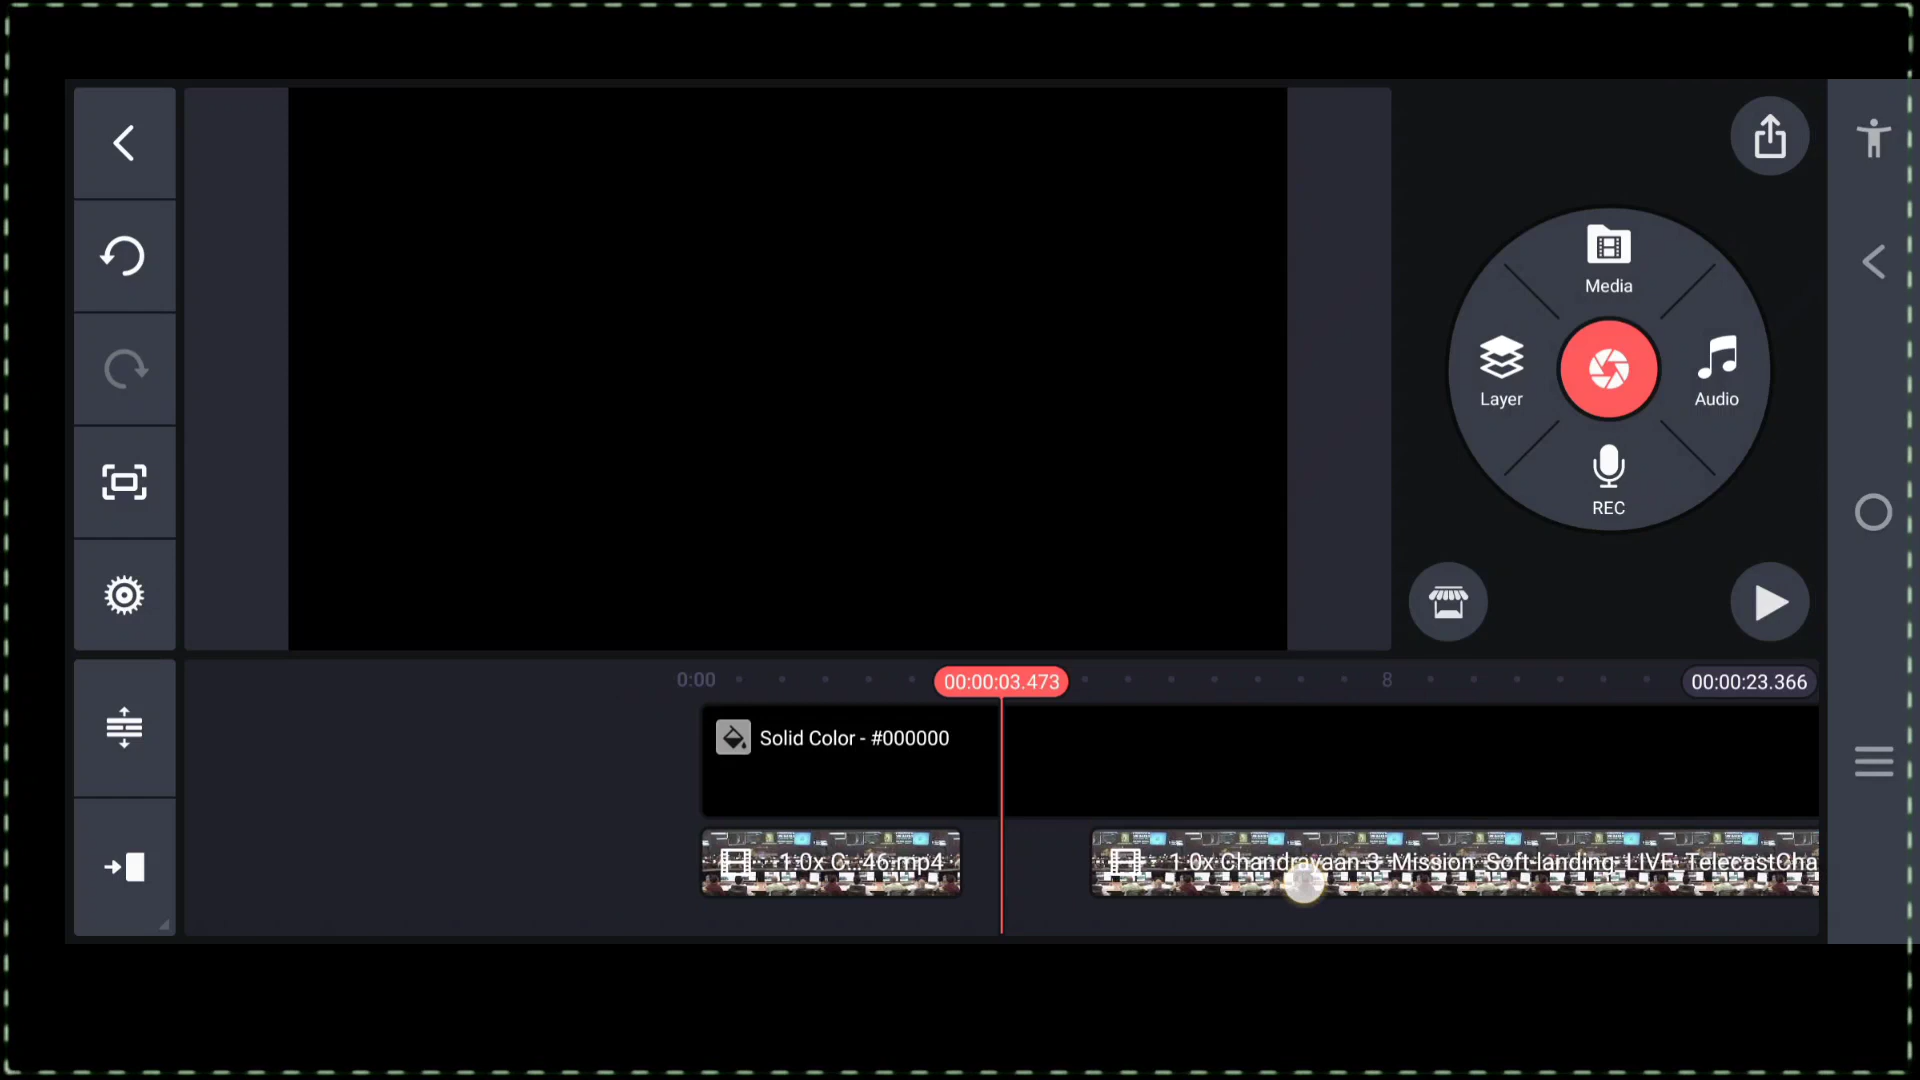 Media
Layer
Audio
REC
0:00
00:00:03.473
8
00:00:23.366
Solid Color - #000000
1.0x C...46.mp4
1.0x Chandrayaan-3 Mission Soft-landing LIVE TelecastCha